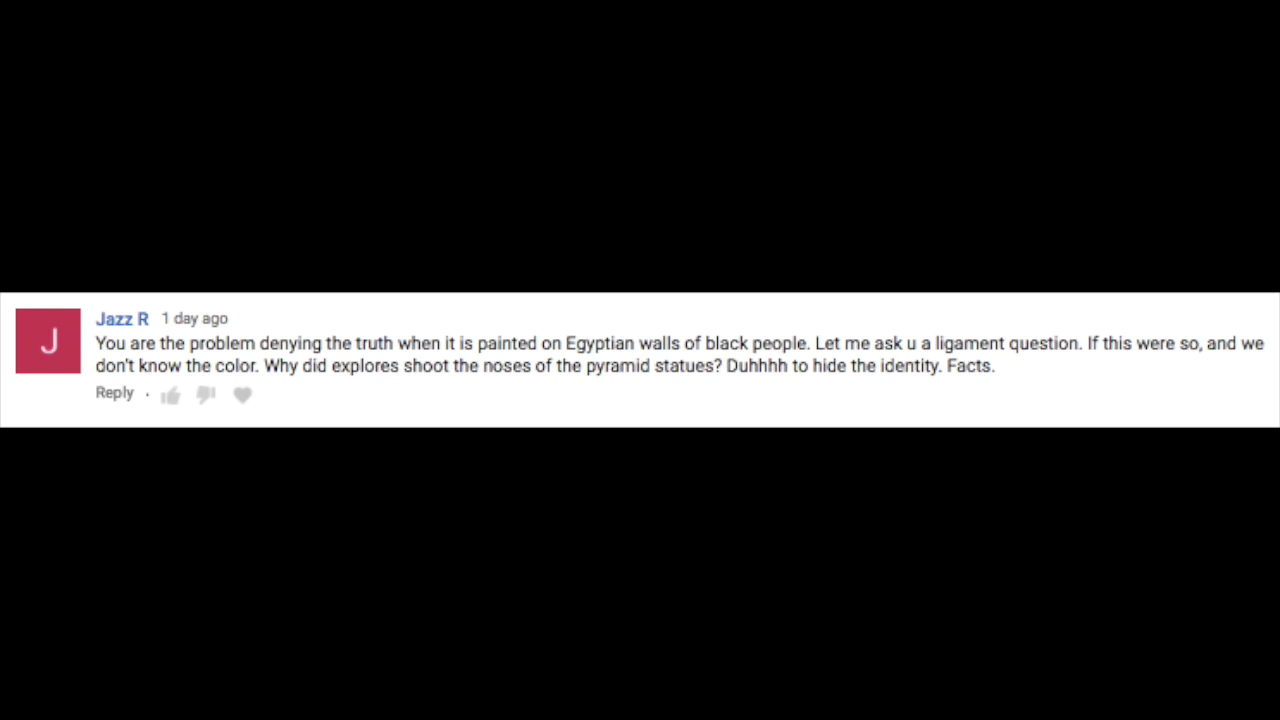 J
Jazz R 1 day ago
You are the problem denying the truth when it is painted on Egyptian walls of black people. Let me ask u a ligament question. If this were so, and we
don't know the color. Why did explores shoot the noses of the pyramid statues? Duhhhh to hide the identity. Facts.
Reply ·